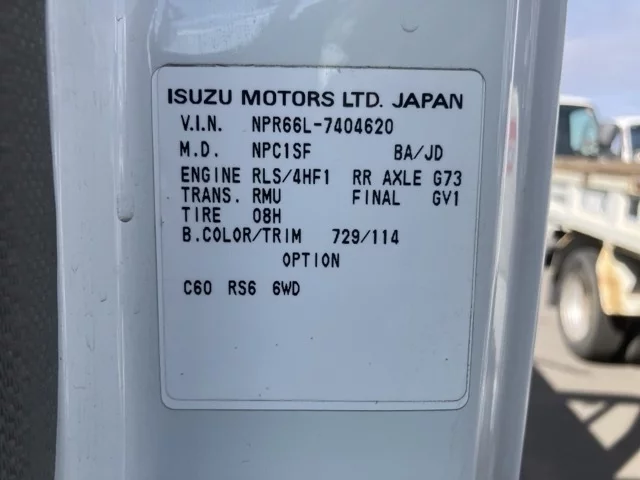 ISUZU MOTORS LTD. JAPAN
V.I.N. NPR66L-7404620
M.D. NPC1SF BA/JD
ENGINE RLS/4HF1 RR AXLE G73
TRANS. RMU FINAL GV1
TIRE 08H
B.COLOR/TRIM 729/114
OPTION
C60 RS6 6WD